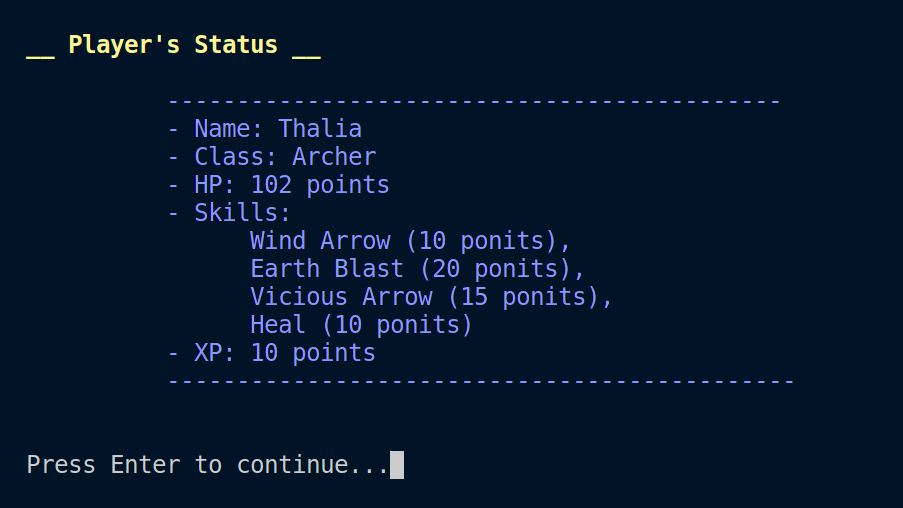 __ Player's Status __
--------------------------------------------
- Name: Thalia
- Class: Archer
- HP: 102 points
- Skills:
Wind Arrow (10 ponits),
Earth Blast (20 ponits),
Vicious Arrow (15 ponits),
Heal (10 ponits)
- XP: 10 points
---------------------------------------------
Press Enter to continue...